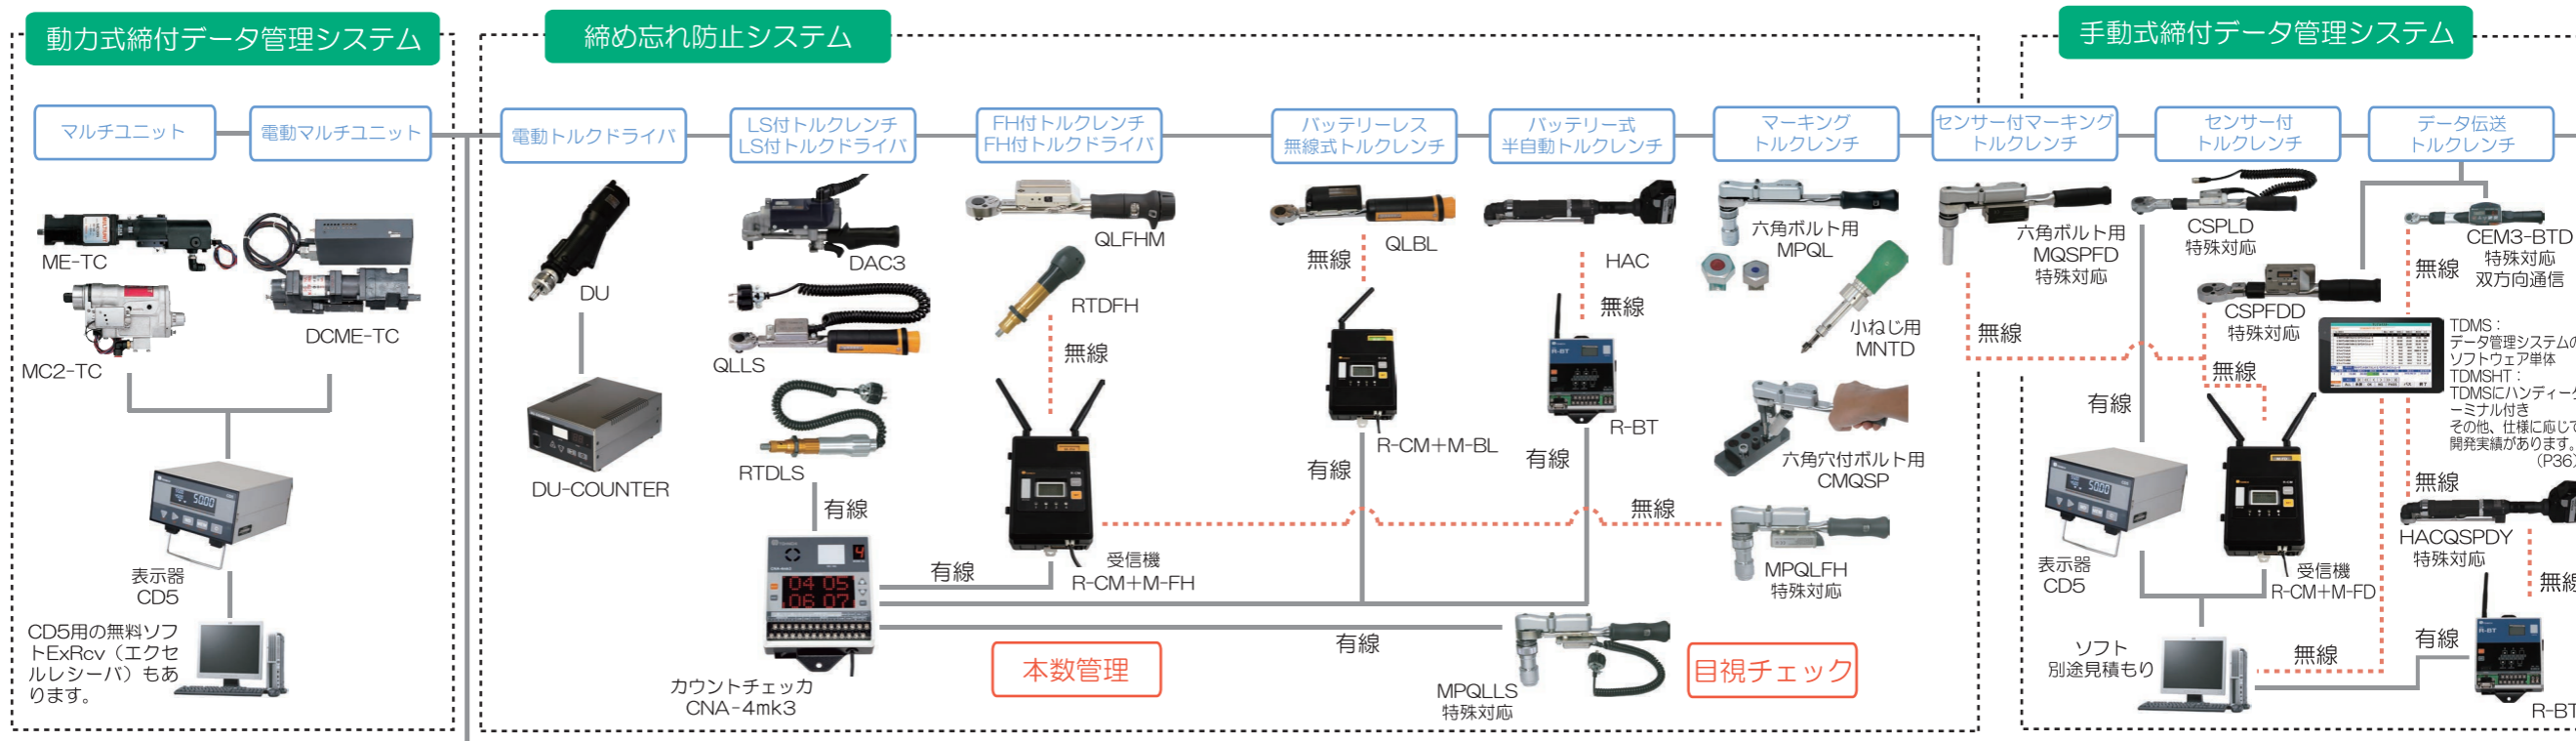 動力式締付データ管理システム
マルチユニット
電動マルチユニット
ME-TC
MC2-TC
DCME-TC
5000
表示器
CD5
CD5用の無料ソフ
トExRcv（エクセ
ルレシーバ）もあ
ります。
締め忘れ防止システム
電動トルクドライバ
DU
DU-COUNTER
LS付トルクレンチ
LS付トルクドライバ
DAC3
QLLS
RTDLS
有線
4
04 05
06 07
カウントチェッカ
CNA-4mk3
FH付トルクレンチ
FH付トルクドライバ
QLFHM
RTDFH
無線
有線
受信機
R-CM+M-FH
本数管理
バッテリーレス
無線式トルクレンチ
QLBL
無線
R-CM+M-BL
有線
バッテリー式
半自動トルクレンチ
HAC
無線
R-BT
R-BT
有線
マーキング
トルクレンチ
六角ボルト用
MPQL
小ねじ用
MNTD
六角穴付ボルト用
CMQSP
無線
MPQLFH
特殊対応
有線
MPQLLS
特殊対応
目視チェック
センサー付マーキング
トルクレンチ
六角ボルト用
MQSPFD
特殊対応
無線
手動式締付データ管理システム
センサー付
トルクレンチ
CSPLD
特殊対応
CSPFDD
特殊対応
無線
有線
5000
表示器
CD5
受信機
R-CM+M-FD
ソフト
別途見積もり
無線
データ伝送
トルクレンチ
CEM3-BTD
特殊対応
双方向通信
無線
TDMS：
データ管理システムの
ソフトウェア単体
TDMSHT：
TDMSにハンディータ
ーミナル付き
その他、仕様に応じて
開発実績があります。
（P36）
無線
HACQSPDY
特殊対応
無線
有線
R-BT
R-BT